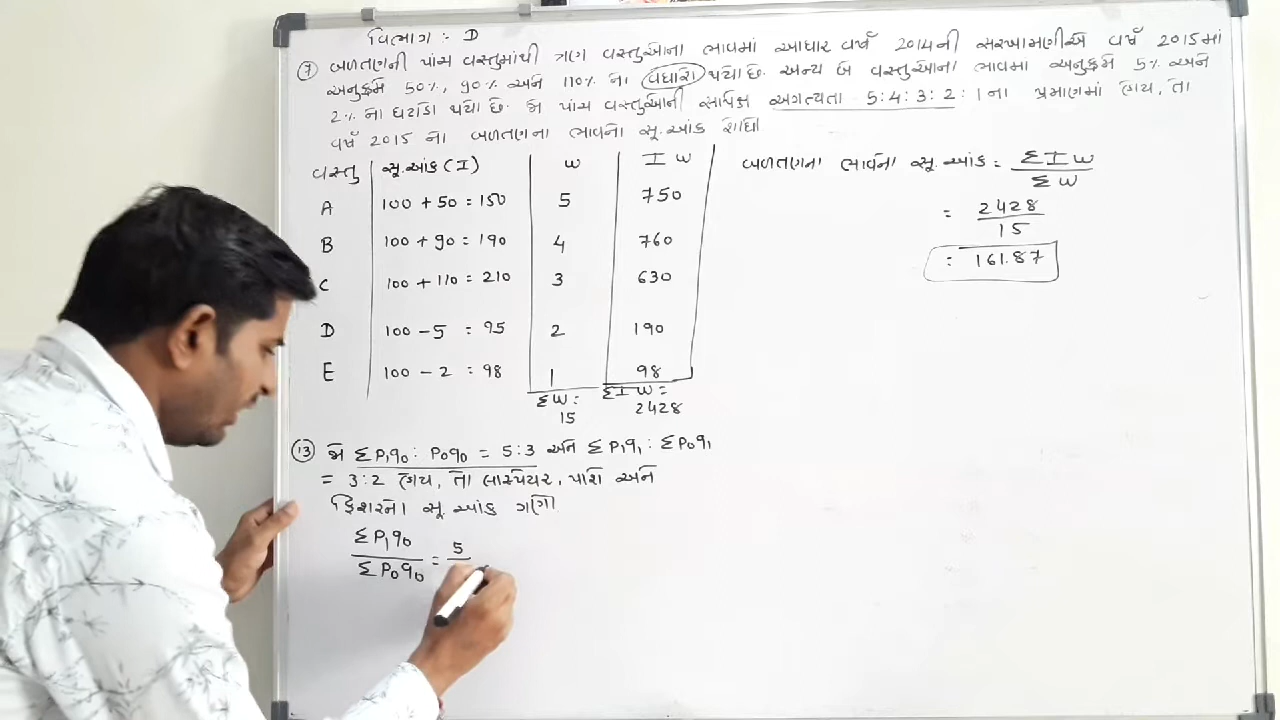 વિભાગ : D
⑦ બળતણની પાંચ વસ્તુમાંથી ત્રણ વસ્તુઓના ભાવમાં આધાર વર્ષ 2014ની સરખામણીએ વર્ષ 2015માં
અનુક્રમે 50%, 90% અને 110% નો વધારો થયો છે. અન્ય બે વસ્તુઓના ભાવમાં અનુક્રમે 5% અને
2% નો ઘટાડો થયો છે. જો પાંચ વસ્તુઓની સાપેક્ષ અગત્યતા 5:4:3:2:1ના પ્રમાણમાં હોય, તો
વર્ષ 2015 નો બળતણના ભાવનો સૂ.આંક શોધો
વસ્તુ સૂ.આંક (I) W IW
A 100 + 50 = 150 5 750
B 100 + 90 = 190 4 760
C 100 + 110 = 210 3 630
D 100 - 5 = 95 2 190
E 100 - 2 = 98 1 98
ΣW = 15 ΣIW = 2428
બળતણના ભાવના સૂ.આંક = ΣIW / ΣW
= 2428 / 15
= 161.87
⑬ જો ΣP₁q₀ : P₀q₀ = 5:3 અને ΣP₁q₁ : ΣP₀q₁
= 3:2 હોય, તો લાસ્પેયર, પાશે અને
ફિશરનો સૂ આંક ગણો
ΣP₁q₀ / ΣP₀q₀ = 5